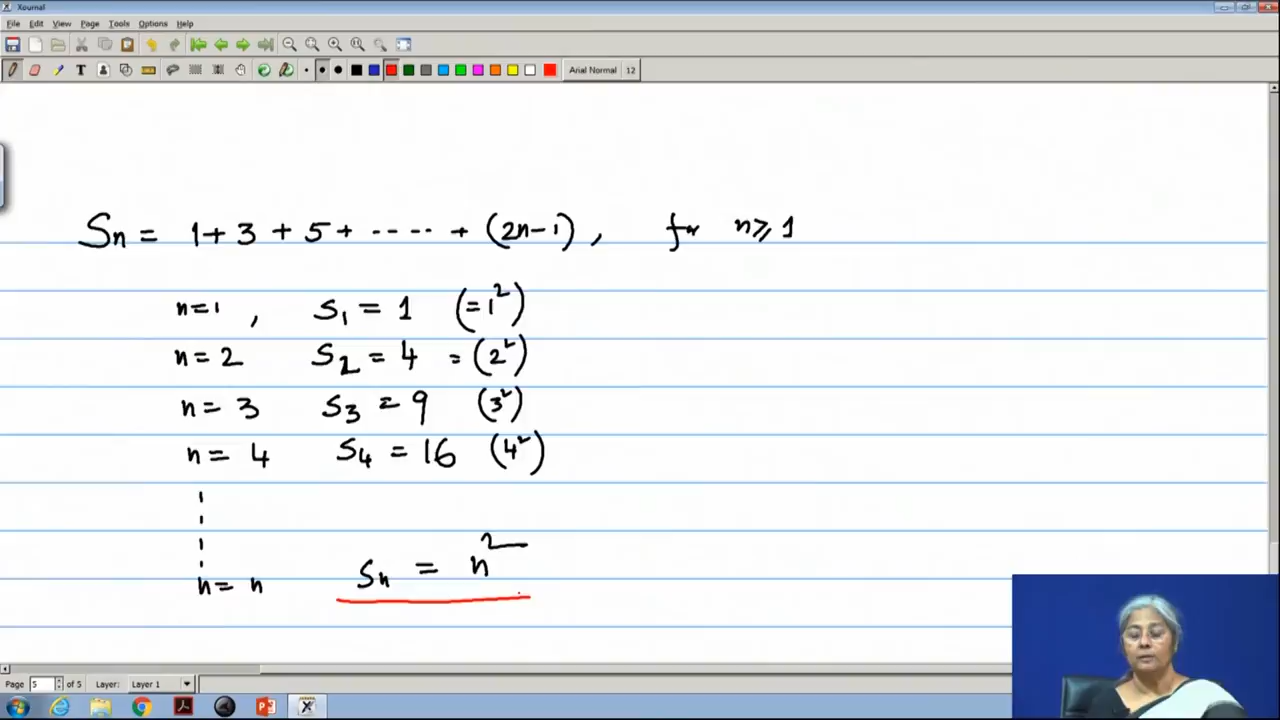 Xournal
File Edit View Page Tools Options Help
Arial Normal 12
Sn = 1 + 3 + 5 + ---- + (2n-1), for n ≥ 1
n=1, S1 = 1 (=1²)
n=2 S2 = 4 = (2²)
n = 3 S3 = 9 (3²)
n = 4 S4 = 16 (4²)
n = n Sn = n²
Page 5 of 5 Layer: Layer 1